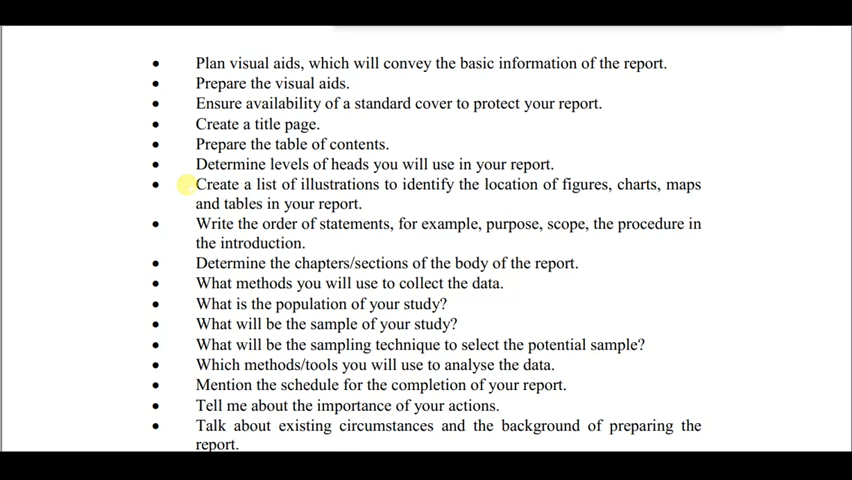 • Plan visual aids, which will convey the basic information of the report.
• Prepare the visual aids.
• Ensure availability of a standard cover to protect your report.
• Create a title page.
• Prepare the table of contents.
• Determine levels of heads you will use in your report.
• Create a list of illustrations to identify the location of figures, charts, maps
and tables in your report.
• Write the order of statements, for example, purpose, scope, the procedure in
the introduction.
• Determine the chapters/sections of the body of the report.
• What methods you will use to collect the data.
• What is the population of your study?
• What will be the sample of your study?
• What will be the sampling technique to select the potential sample?
• Which methods/tools you will use to analyse the data.
• Mention the schedule for the completion of your report.
• Tell me about the importance of your actions.
• Talk about existing circumstances and the background of preparing the
report.